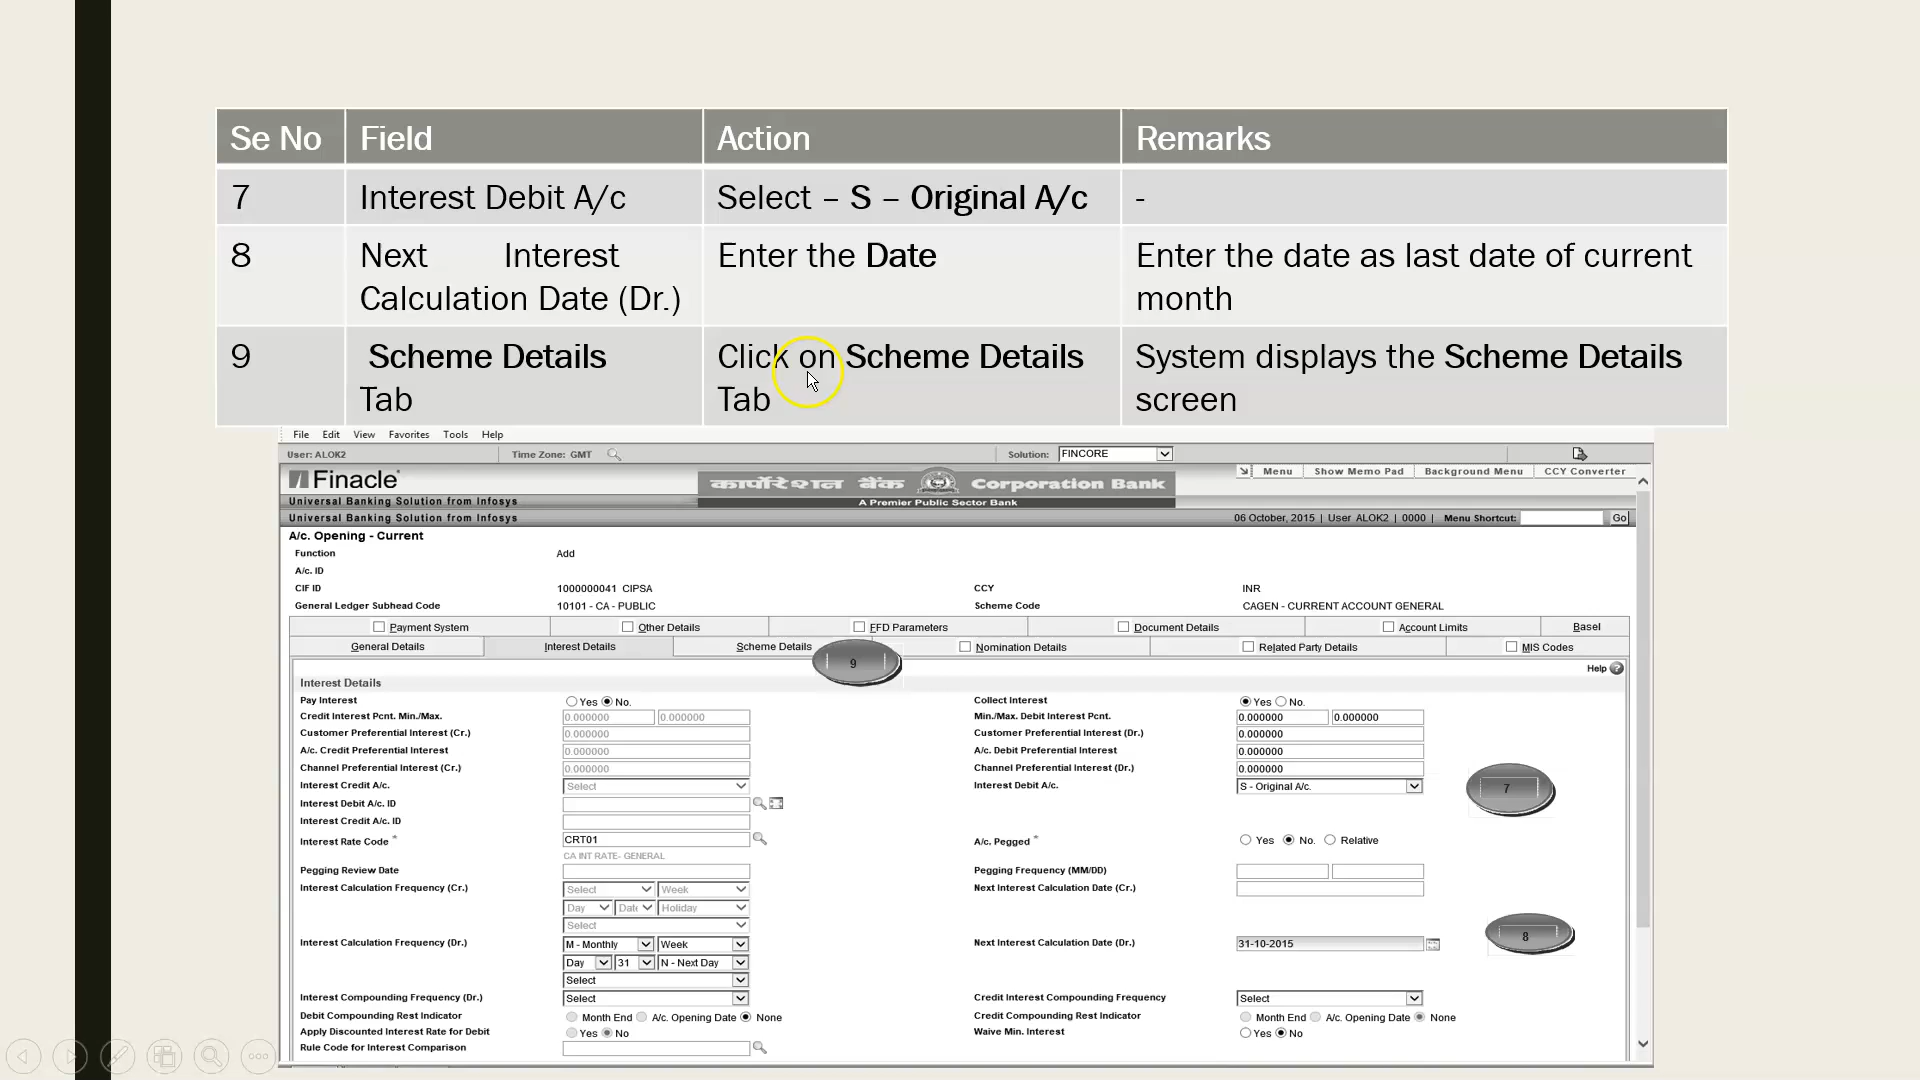 Se No Field Action Remarks
7 Interest Debit A/c Select – S – Original A/c -
8 Next Interest Enter the Date Enter the date as last date of current
Calculation Date (Dr.) month
9 Scheme Details Click on Scheme Details System displays the Scheme Details
Tab Tab screen
File Edit View Favorites Tools Help
User: ALOK2 Time Zone: GMT Solution: FINCORE
Finacle कार्पोरेशन बैंक Corporation Bank Menu Show Memo Pad Background Menu CCY Converter
Universal Banking Solution from Infosys A Premier Public Sector Bank
Universal Banking Solution from Infosys 06 October, 2015 | User ALOK2 | 0000 | Menu Shortcut: Go
A/c. Opening - Current
Function Add
A/c. ID
CIF ID 1000000041 CIPSA CCY INR
General Ledger Subhead Code 10101 - CA - PUBLIC Scheme Code CAGEN - CURRENT ACCOUNT GENERAL
Payment System Other Details FFD Parameters Document Details Account Limits Basel
General Details Interest Details Scheme Details Nomination Details Related Party Details MIS Codes
9
Help ?
Interest Details
Pay Interest Yes No. Collect Interest Yes No.
Credit Interest Pcnt. Min./Max. 0.000000 0.000000 Min./Max. Debit Interest Pcnt. 0.000000 0.000000
Customer Preferential Interest (Cr.) 0.000000 Customer Preferential Interest (Dr.) 0.000000
A/c. Credit Preferential Interest 0.000000 A/c. Debit Preferential Interest 0.000000
Channel Preferential Interest (Cr.) 0.000000 Channel Preferential Interest (Dr.) 0.000000
Interest Credit A/c. Select Interest Debit A/c. S - Original A/c. 7
Interest Debit A/c. ID
Interest Credit A/c. ID
Interest Rate Code * CRT01 A/c. Pegged * Yes No. Relative
CA INT RATE- GENERAL
Pegging Review Date Pegging Frequency (MM/DD)
Interest Calculation Frequency (Cr.) Select Week Next Interest Calculation Date (Cr.)
Day Date Holiday
Select
Interest Calculation Frequency (Dr.) M - Monthly Week Next Interest Calculation Date (Dr.) 31-10-2015 8
Day 31 N - Next Day
Select
Interest Compounding Frequency (Dr.) Select Credit Interest Compounding Frequency Select
Debit Compounding Rest Indicator Month End A/c. Opening Date None Credit Compounding Rest Indicator Month End A/c. Opening Date None
Apply Discounted Interest Rate for Debit Yes No Waive Min. Interest Yes No
Rule Code for Interest Comparison